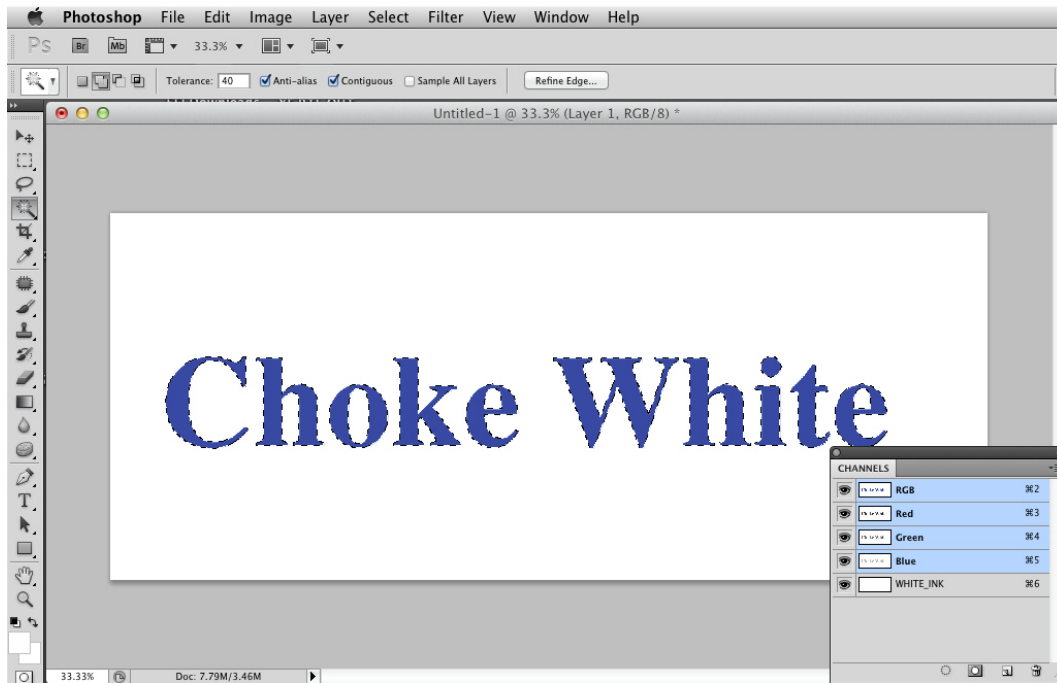 Photoshop File Edit Image Layer Select Filter View Window Help
Ps Br Mb 33.3%
Tolerance: 40 Anti-alias Contiguous Sample All Layers Refine Edge...
Untitled-1 @ 33.3% (Layer 1, RGB/8) *
Choke White
CHANNELS
RGB ⌘2
Red ⌘3
Green ⌘4
Blue ⌘5
WHITE_INK ⌘6
T
33.33% Doc: 7.79M/3.46M